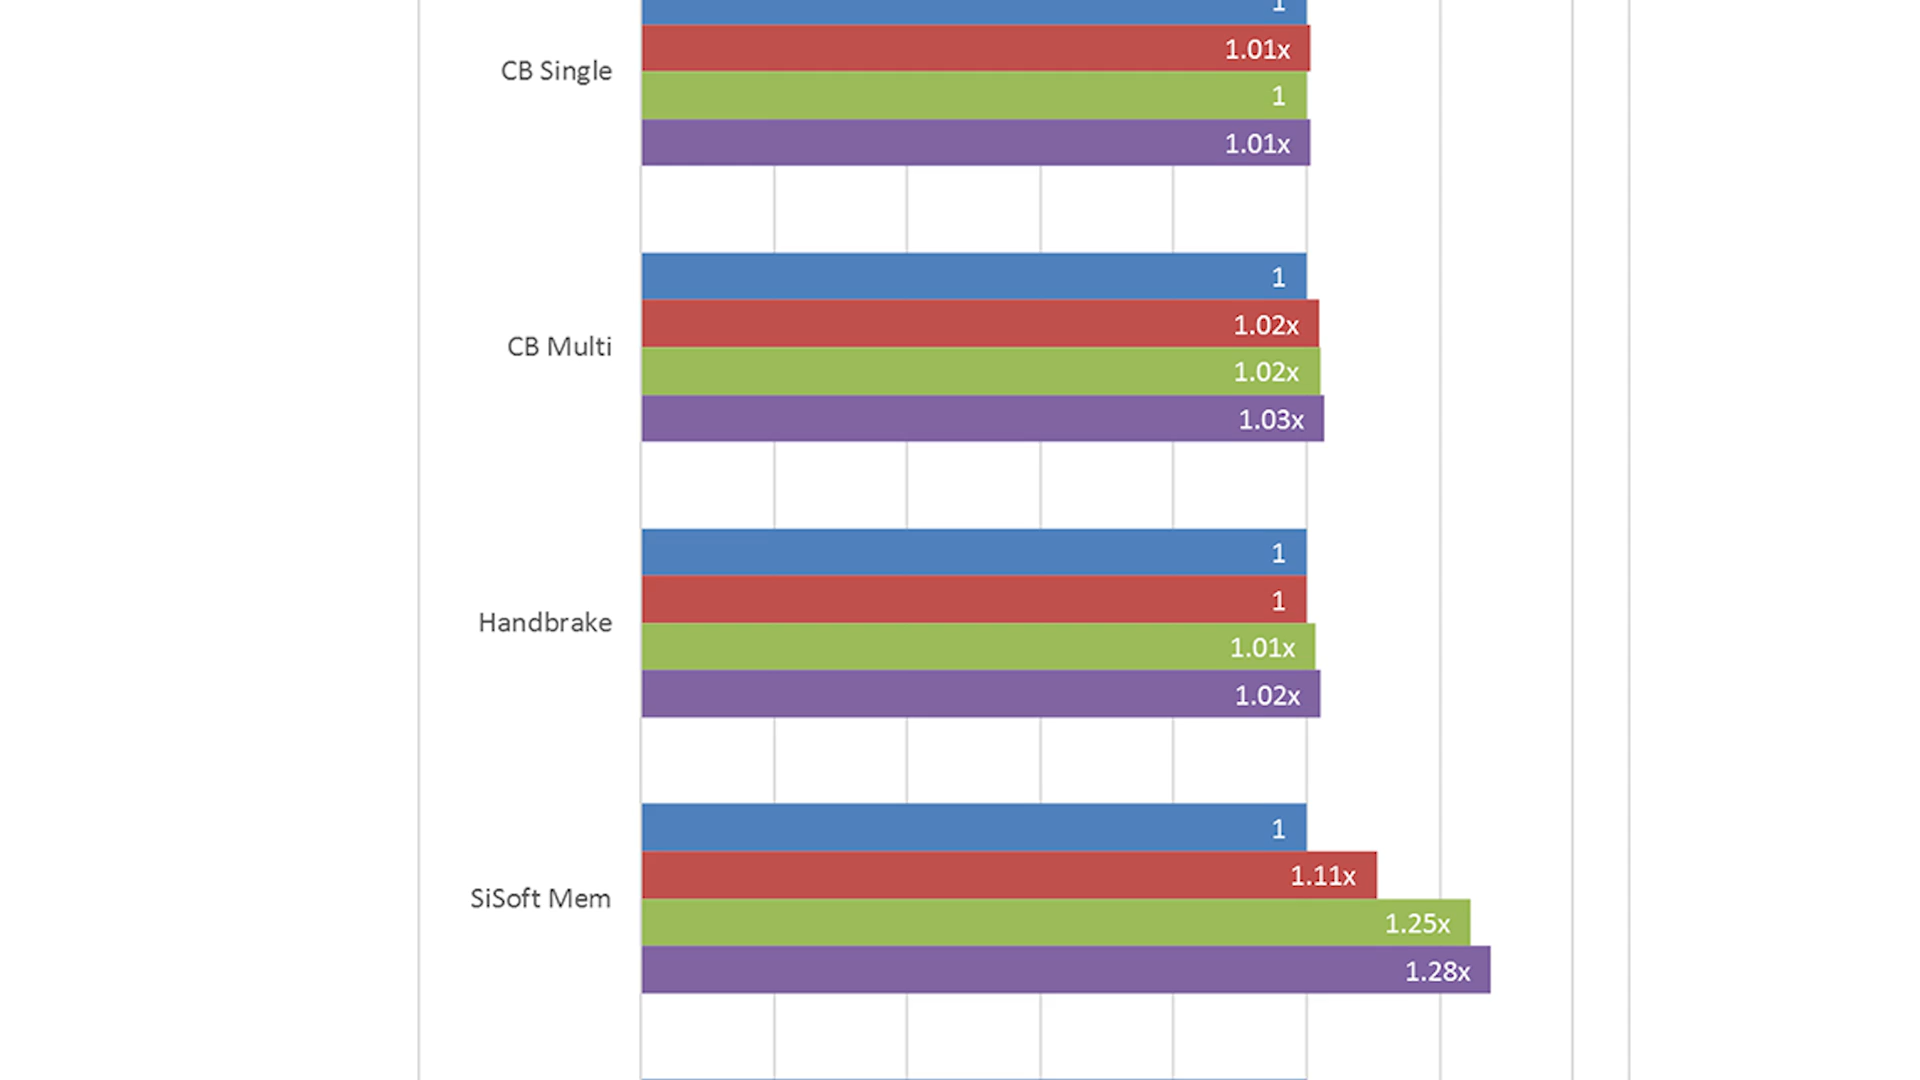 1
CB Single
1.01x
1
1.01x
1
CB Multi
1.02x
1.02x
1.03x
1
Handbrake
1
1.01x
1.02x
1
SiSoft Mem
1.11x
1.25x
1.28x